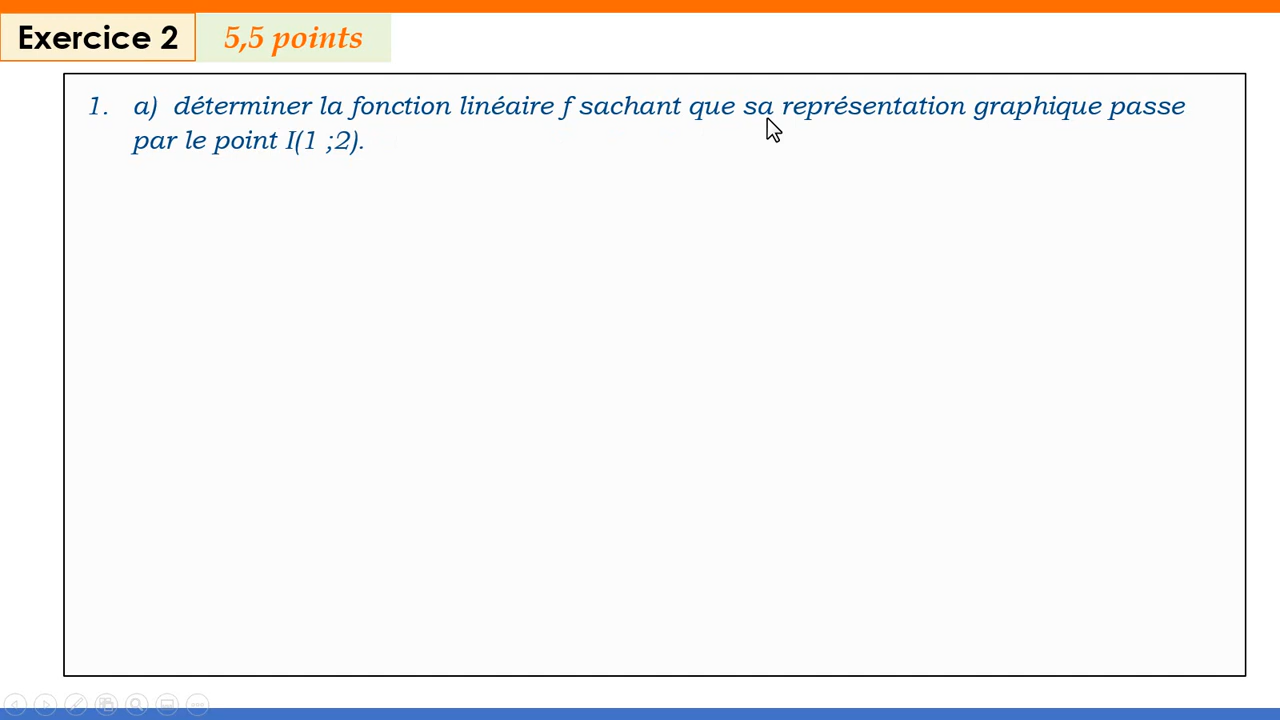 Exercice 2
5,5 points
1. a) déterminer la fonction linéaire f sachant que sa représentation graphique passe
par le point I(1 ;2).